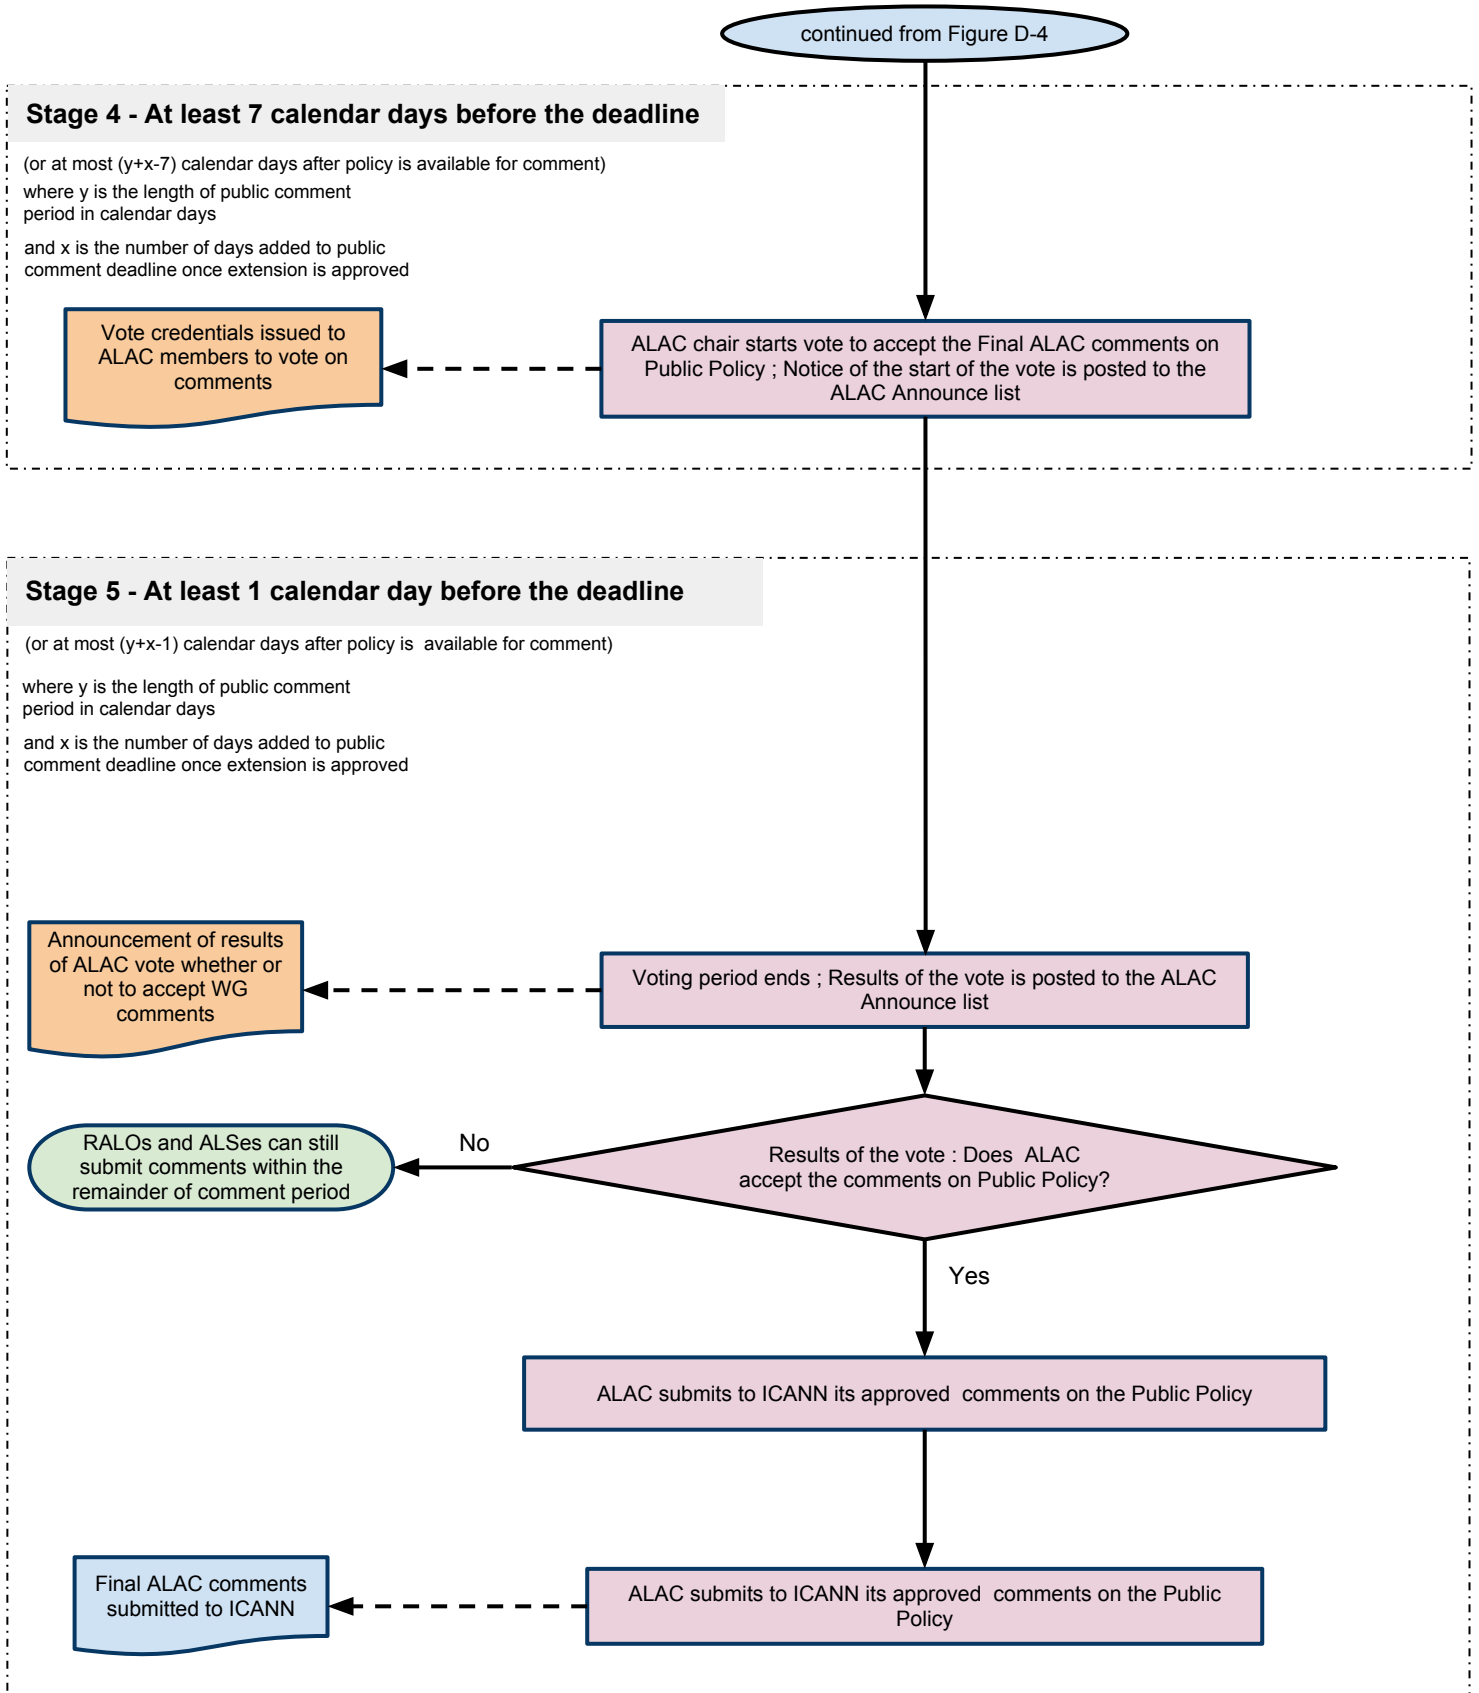 continued from Figure D-4
Stage 4 - At least 7 calendar days before the deadline
(or at most (y+x-7) calendar days after policy is available for comment)
where y is the length of public comment
period in calendar days
and x is the number of days added to public
comment deadline once extension is approved
Vote credentials issued to
ALAC members to vote on
comments
ALAC chair starts vote to accept the Final ALAC comments on
Public Policy ; Notice of the start of the vote is posted to the
ALAC Announce list
Stage 5 - At least 1 calendar day before the deadline
(or at most (y+x-1) calendar days after policy is  available for comment)
where y is the length of public comment
period in calendar days
and x is the number of days added to public
comment deadline once extension is approved
Announcement of results
of ALAC vote whether or
not to accept WG
comments
Voting period ends ; Results of the vote is posted to the ALAC
Announce list
RALOs and ALSes can still
submit comments within the
remainder of comment period
No
Results of the vote : Does  ALAC
accept the comments on Public Policy?
Yes
ALAC submits to ICANN its approved  comments on the Public Policy
Final ALAC comments
submitted to ICANN
ALAC submits to ICANN its approved  comments on the Public
Policy